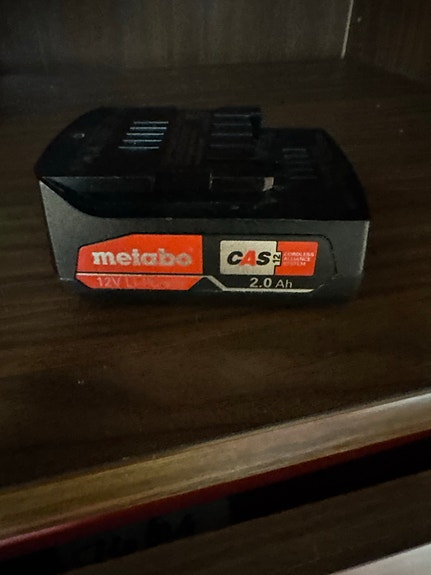 metabo
CAS 12
CORDLESS
ALLIANCE
SYSTEM
12V
2.0 Ah